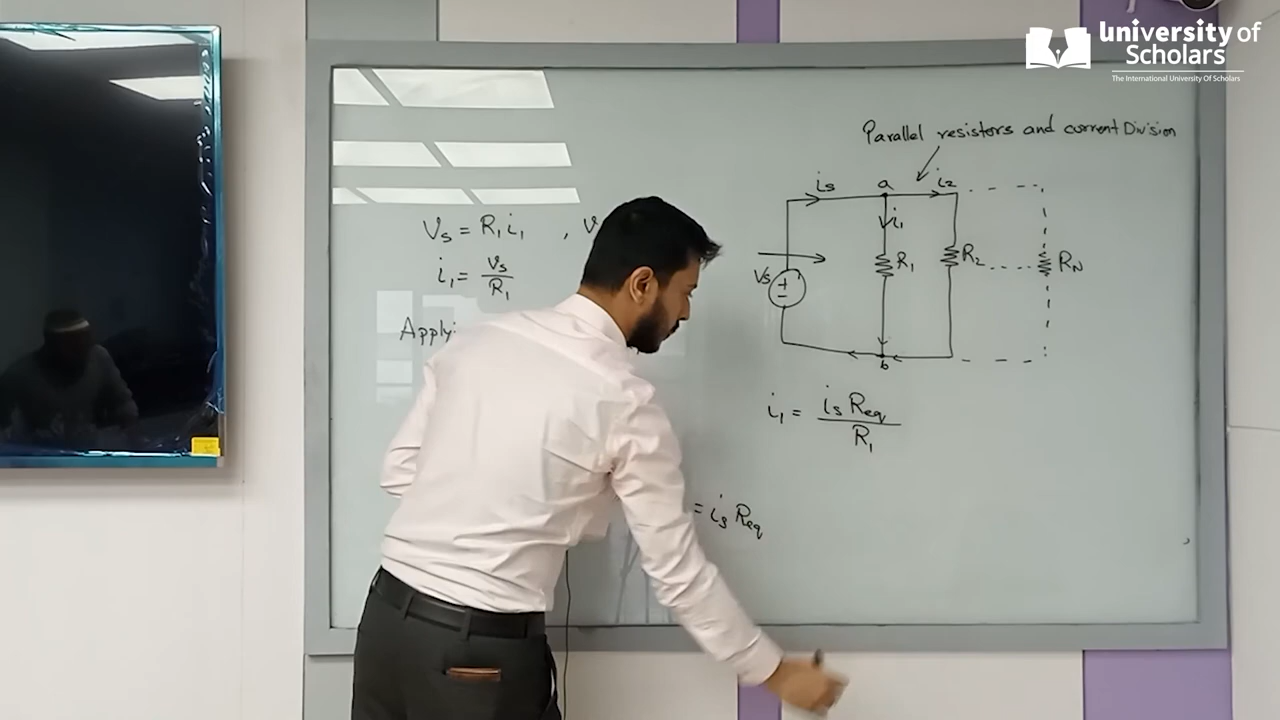 University of
Scholars
The International University Of Scholars
Parallel resistors and current Division
is a i2
i1
Vs = R1 i1 , v
i1 = Vs / R1
Vs + - R1 R2 RN
b
i1 = is Req / R1
= is Req